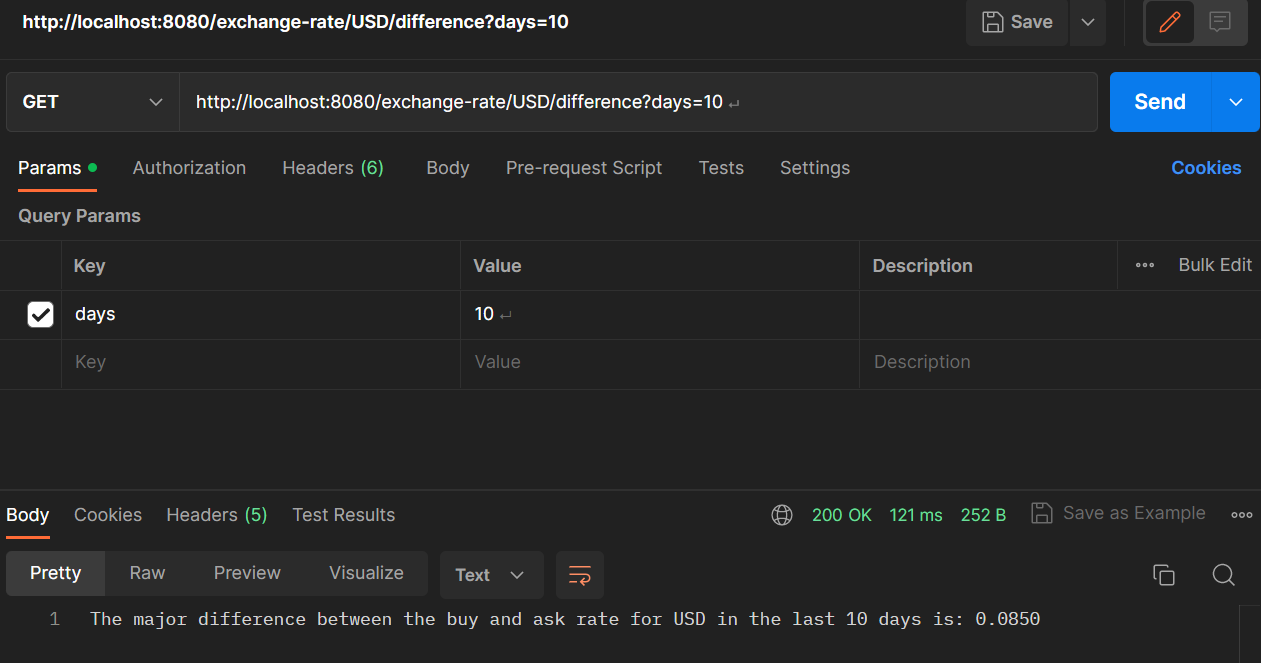 http://localhost:8080/exchange-rate/USD/difference?days=10 Save
GET http://localhost:8080/exchange-rate/USD/difference?days=10 ↵ Send
Params Authorization Headers (6) Body Pre-request Script Tests Settings Cookies
Query Params
Key Value Description Bulk Edit
days 10 ↵
Key Value Description
Body Cookies Headers (5) Test Results 200 OK 121 ms 252 B Save as Example
Pretty Raw Preview Visualize Text
1 The major difference between the buy and ask rate for USD in the last 10 days is: 0.0850